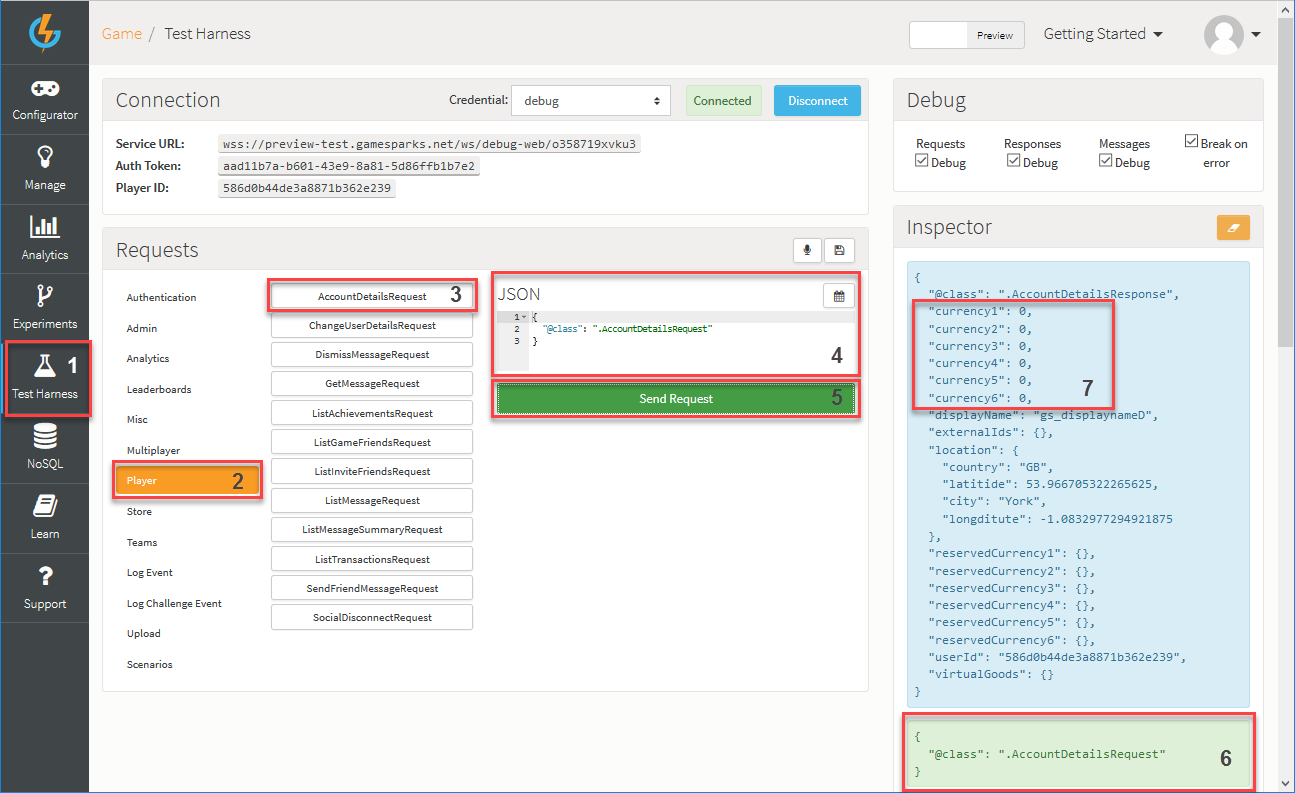 Game / Test Harness
Preview
Getting Started
Configurator
Manage
Analytics
Experiments
Test Harness 1
NoSQL
Learn
?
Support
Connection
Credential: debug
Connected
Disconnect
Service URL: wss://preview-test.gamesparks.net/ws/debug-web/o358719xvku3
Auth Token: aad11b7a-b601-43e9-8a81-5d86ffb1b7e2
Player ID: 586d0b44de3a8871b362e239
Requests
Authentication
Admin
Analytics
Leaderboards
Misc
Multiplayer
Player 2
Store
Teams
Log Event
Log Challenge Event
Upload
Scenarios
AccountDetailsRequest 3
ChangeUserDetailsRequest
DismissMessageRequest
GetMessageRequest
ListAchievementsRequest
ListGameFriendsRequest
ListInviteFriendsRequest
ListMessageRequest
ListMessageSummaryRequest
ListTransactionsRequest
SendFriendMessageRequest
SocialDisconnectRequest
JSON
1 {
2 "@class": ".AccountDetailsRequest"
3 }
4
Send Request 5
Debug
Requests
Debug
Responses
Debug
Messages
Debug
Break on
error
Inspector
{
"@class": ".AccountDetailsResponse",
"currency1": 0,
"currency2": 0,
"currency3": 0,
"currency4": 0,
"currency5": 0,
"currency6": 0,
7
"displayName": "gs_displaynameD",
"externalIds": {},
"location": {
"country": "GB",
"latitide": 53.966705322265625,
"city": "York",
"longditute": -1.0832977294921875
},
"reservedCurrency1": {},
"reservedCurrency2": {},
"reservedCurrency3": {},
"reservedCurrency4": {},
"reservedCurrency5": {},
"reservedCurrency6": {},
"userId": "586d0b44de3a8871b362e239",
"virtualGoods": {}
}
{
"@class": ".AccountDetailsRequest"
}
6